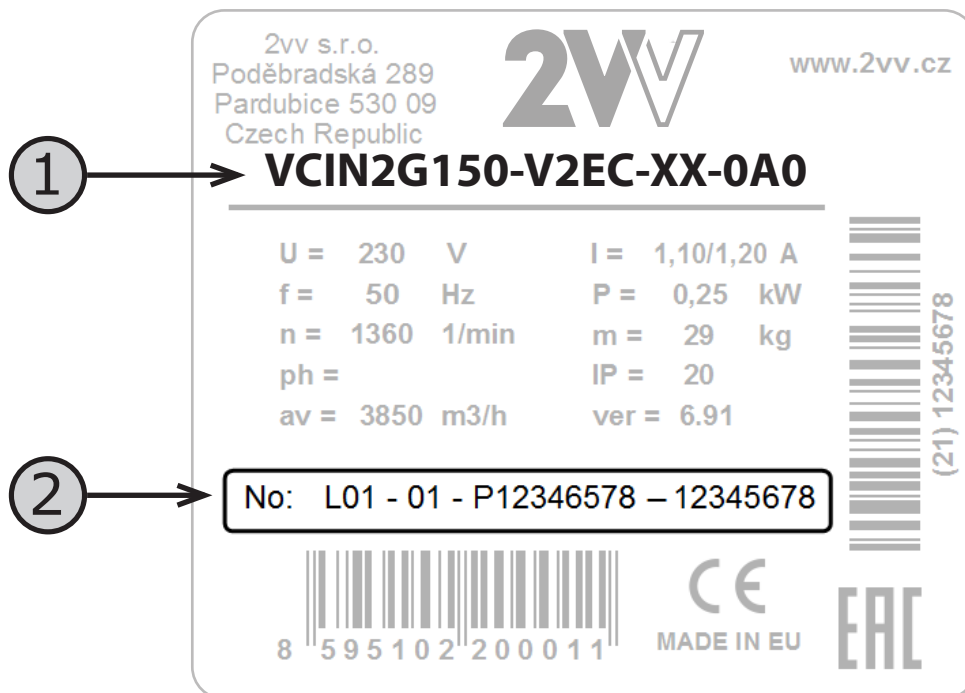 2vv s.r.o.
Poděbradská 289
Pardubice 530 09
Czech Republic
2VV
www.2vv.cz
1
VCIN2G150-V2EC-XX-0A0
U = 230 V I = 1,10/1,20 A
f = 50 Hz P = 0,25 kW
n = 1360 1/min m = 29 kg
ph = IP = 20
av = 3850 m3/h ver = 6.91
(21) 12345678
2
No: L01 - 01 - P12346578 – 12345678
8 595102 200011
CE
MADE IN EU
EAC